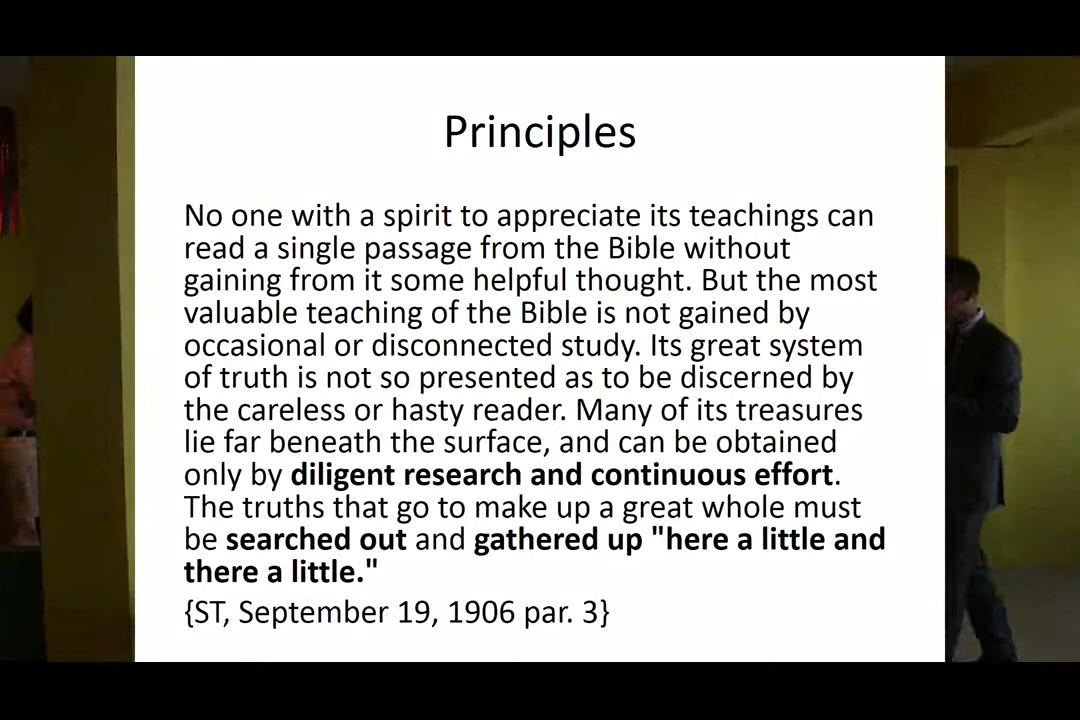 Principles
No one with a spirit to appreciate its teachings can
read a single passage from the Bible without
gaining from it some helpful thought. But the most
valuable teaching of the Bible is not gained by
occasional or disconnected study. Its great system
of truth is not so presented as to be discerned by
the careless or hasty reader. Many of its treasures
lie far beneath the surface, and can be obtained
only by diligent research and continuous effort.
The truths that go to make up a great whole must
be searched out and gathered up "here a little and
there a little."
{ST, September 19, 1906 par. 3}